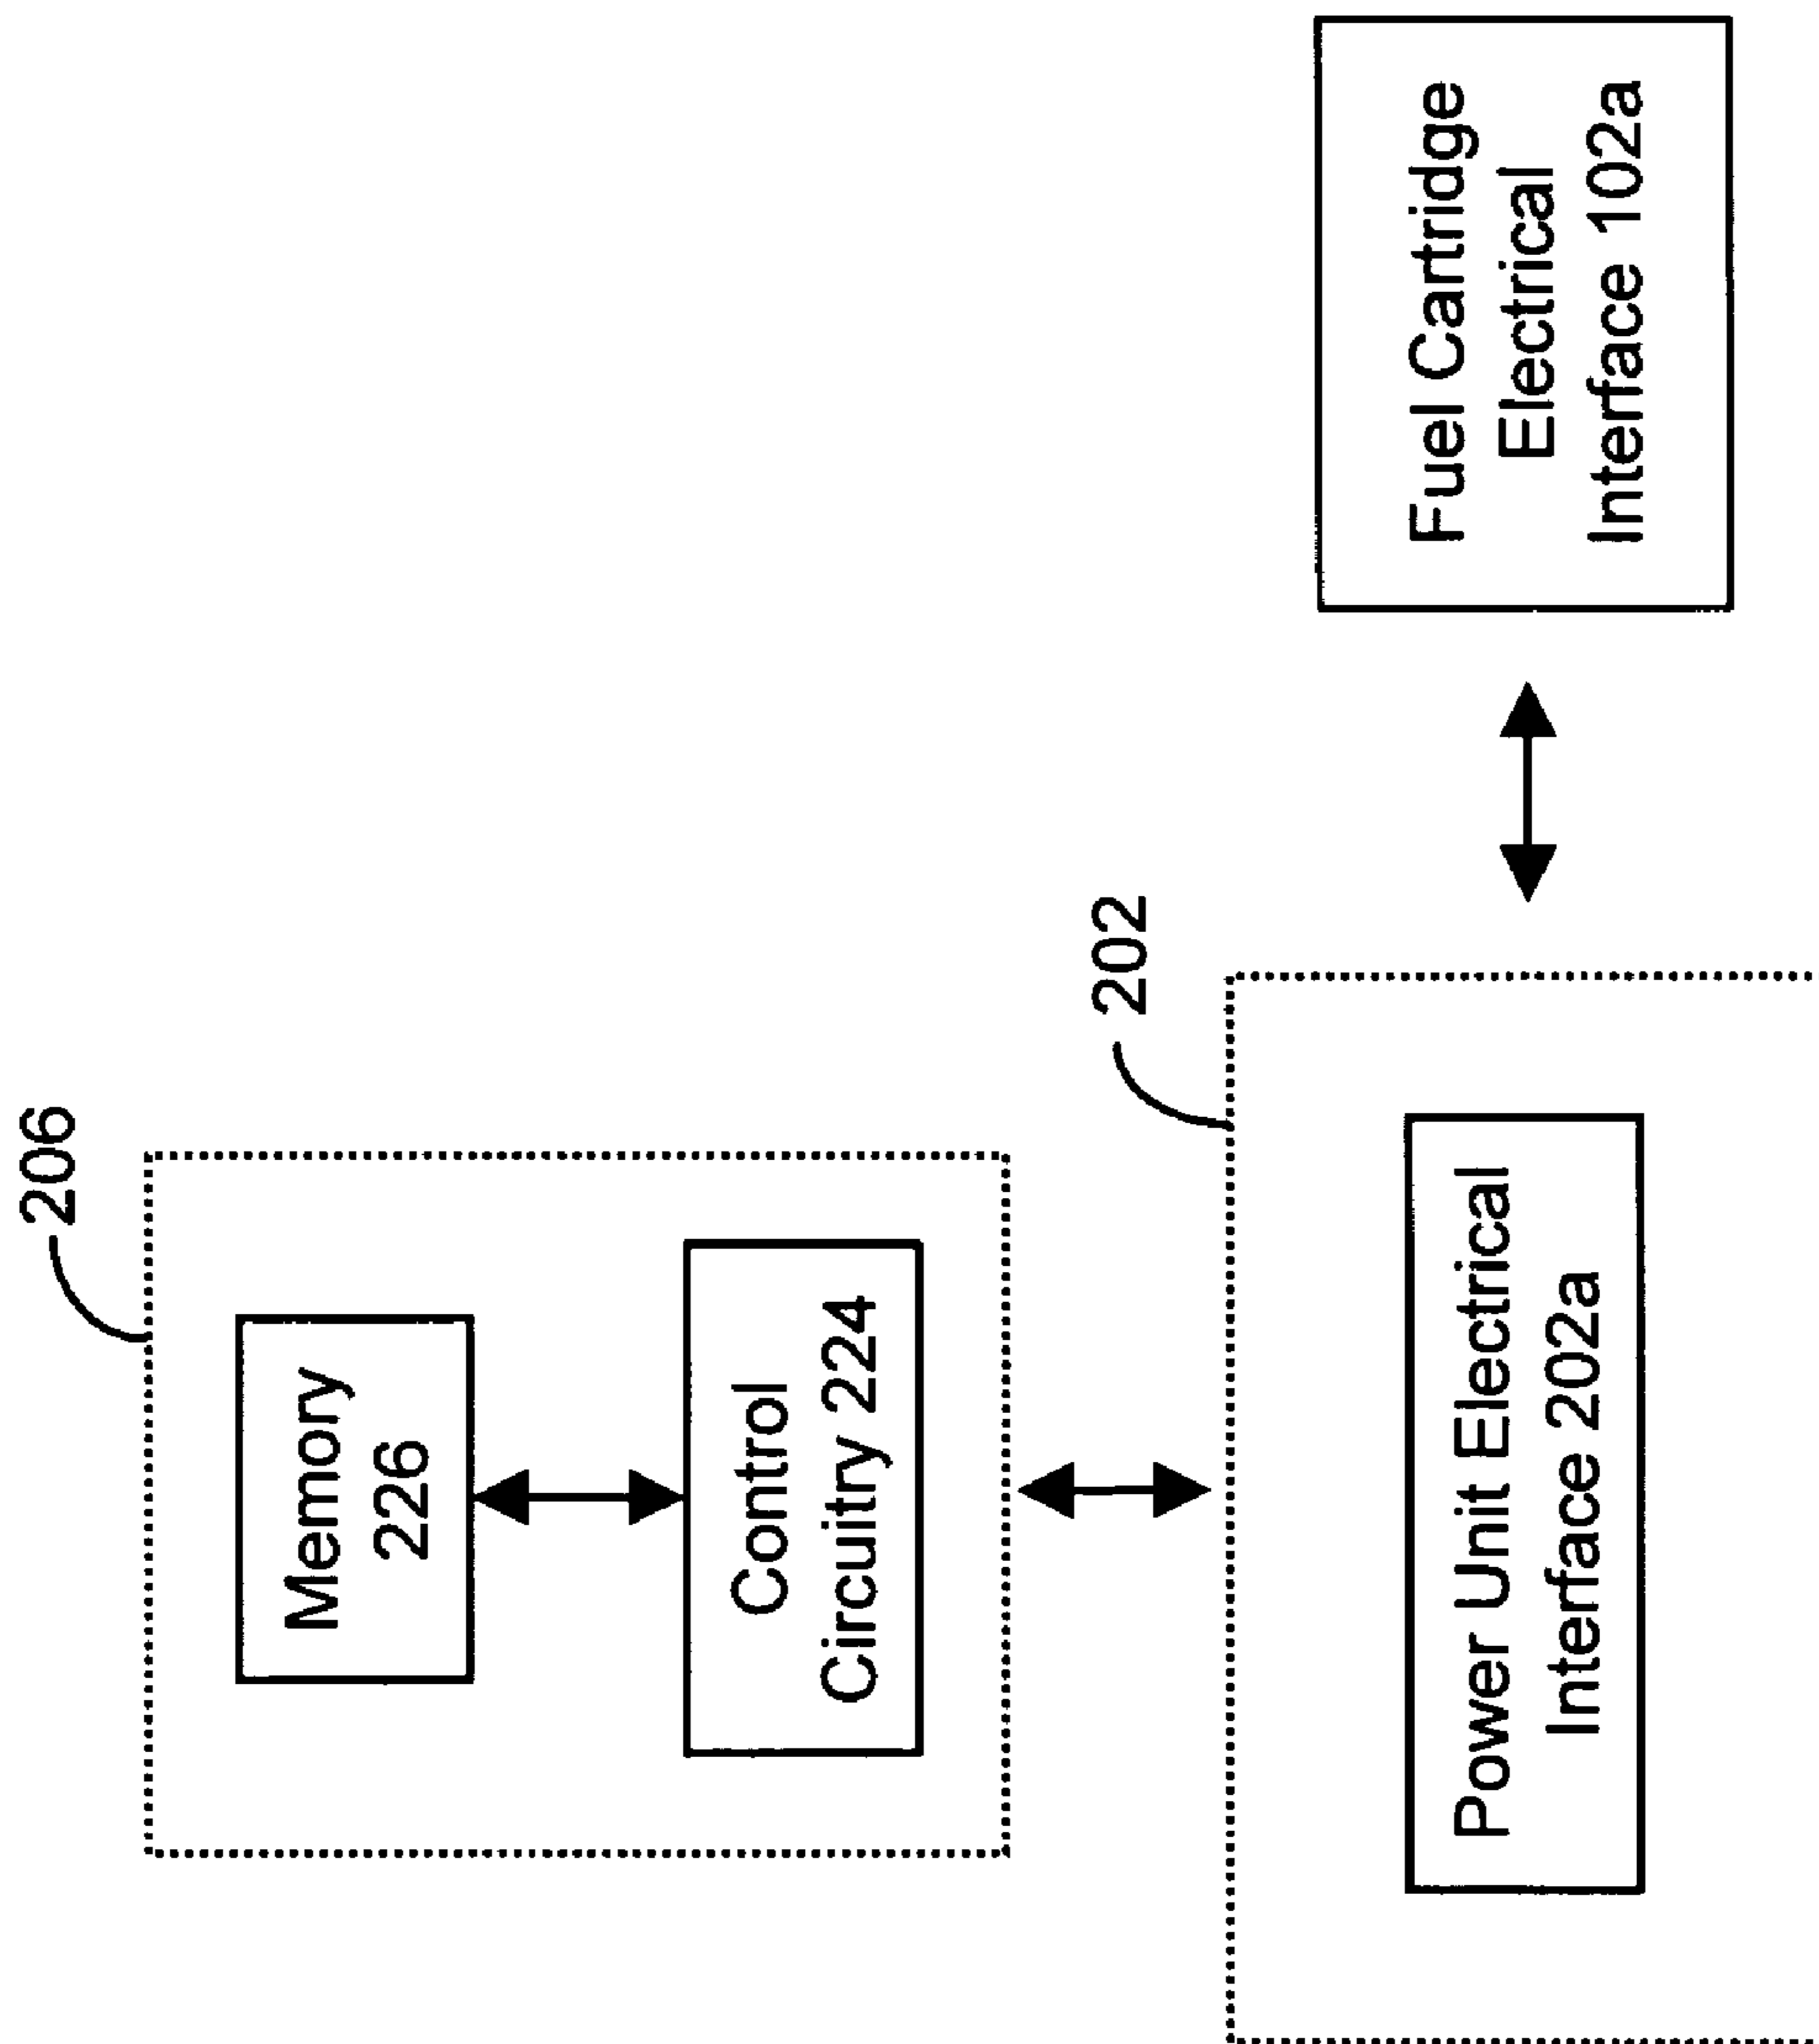 206
Memory
226
Control
Circuitry 224
202
Power Unit Electrical
Interface 202a
Fuel Cartridge
Electrical
Interface 102a